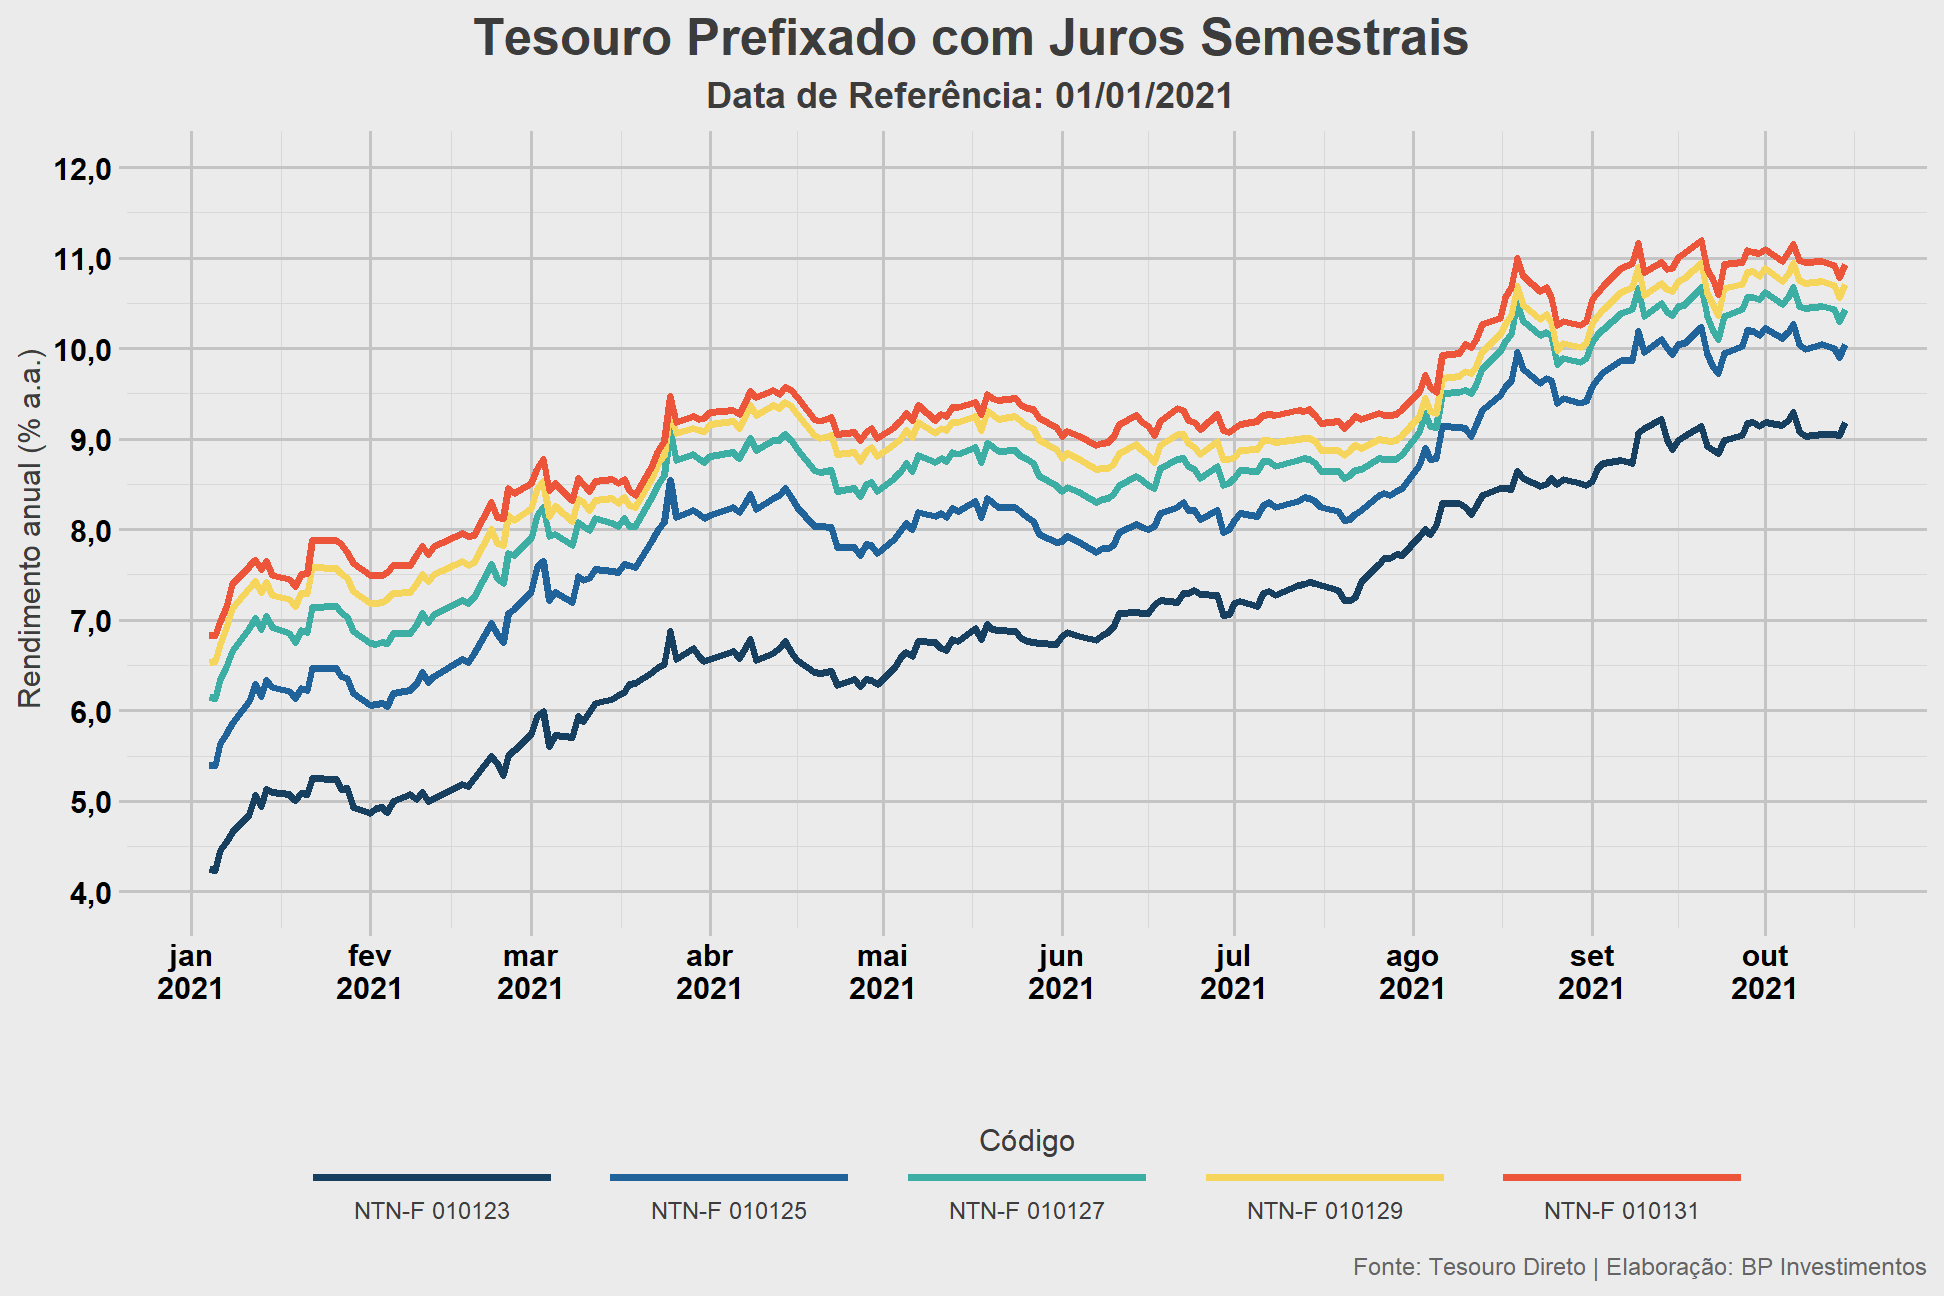 Tesouro Prefixado com Juros Semestrais
Data de Referência: 01/01/2021
Rendimento anual (% a.a.)
12,0
11,0
10,0
9,0
8,0
7,0
6,0
5,0
4,0
jan fev mar abr mai jun jul ago set out
2021 2021 2021 2021 2021 2021 2021 2021 2021 2021
Código
NTN-F 010123 NTN-F 010125 NTN-F 010127 NTN-F 010129 NTN-F 010131
Fonte: Tesouro Direto | Elaboração: BP Investimentos